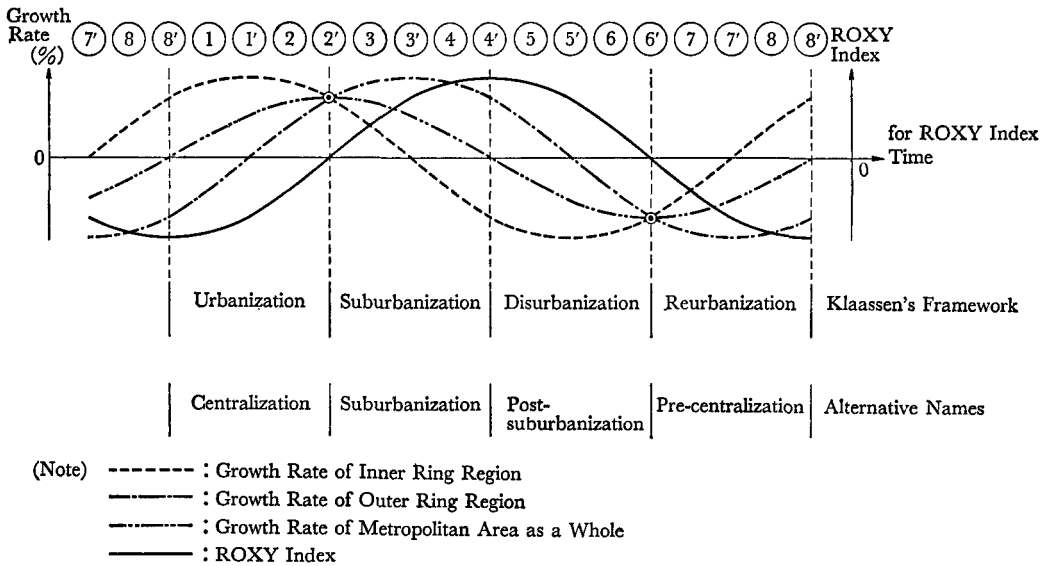 Growth Rate (%)
7′ 8 8′ 1 1′ 2 2′ 3 3′ 4 4′ 5 5′ 6 6′ 7 7′ 8 8′
ROXY Index
0
for ROXY Index
Time
0
Urbanization Suburbanization Disurbanization Reurbanization Klaassen's Framework
Centralization Suburbanization Post-suburbanization Pre-centralization Alternative Names
(Note) : Growth Rate of Inner Ring Region
: Growth Rate of Outer Ring Region
: Growth Rate of Metropolitan Area as a Whole
: ROXY Index